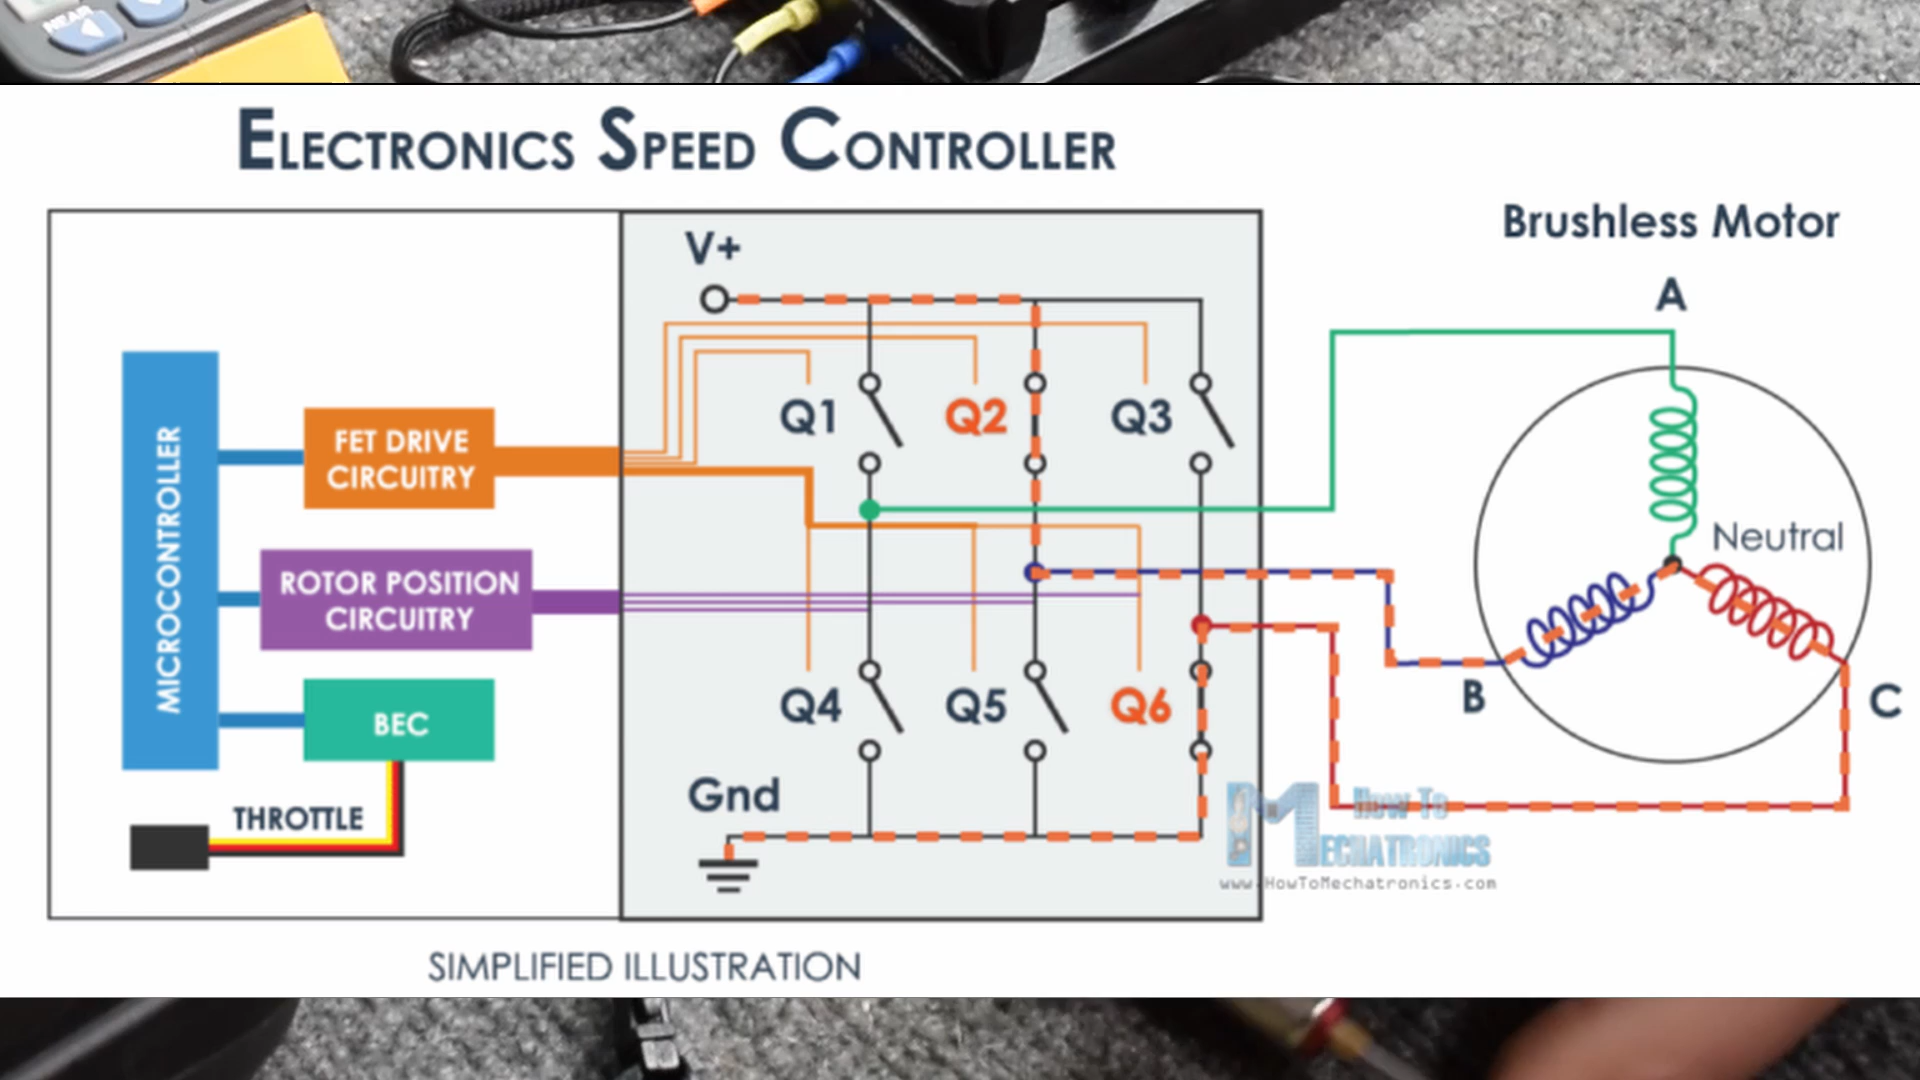 NEAR
ELECTRONICS SPEED CONTROLLER
Brushless Motor
V+
A
MICROCONTROLLER
FET DRIVE
CIRCUITRY
Q1
Q2
Q3
Neutral
ROTOR POSITION
CIRCUITRY
BEC
Q4
Q5
Q6
B
C
THROTTLE
Gnd
How To
MECHATRONICS
www.HowToMechatronics.com
SIMPLIFIED ILLUSTRATION